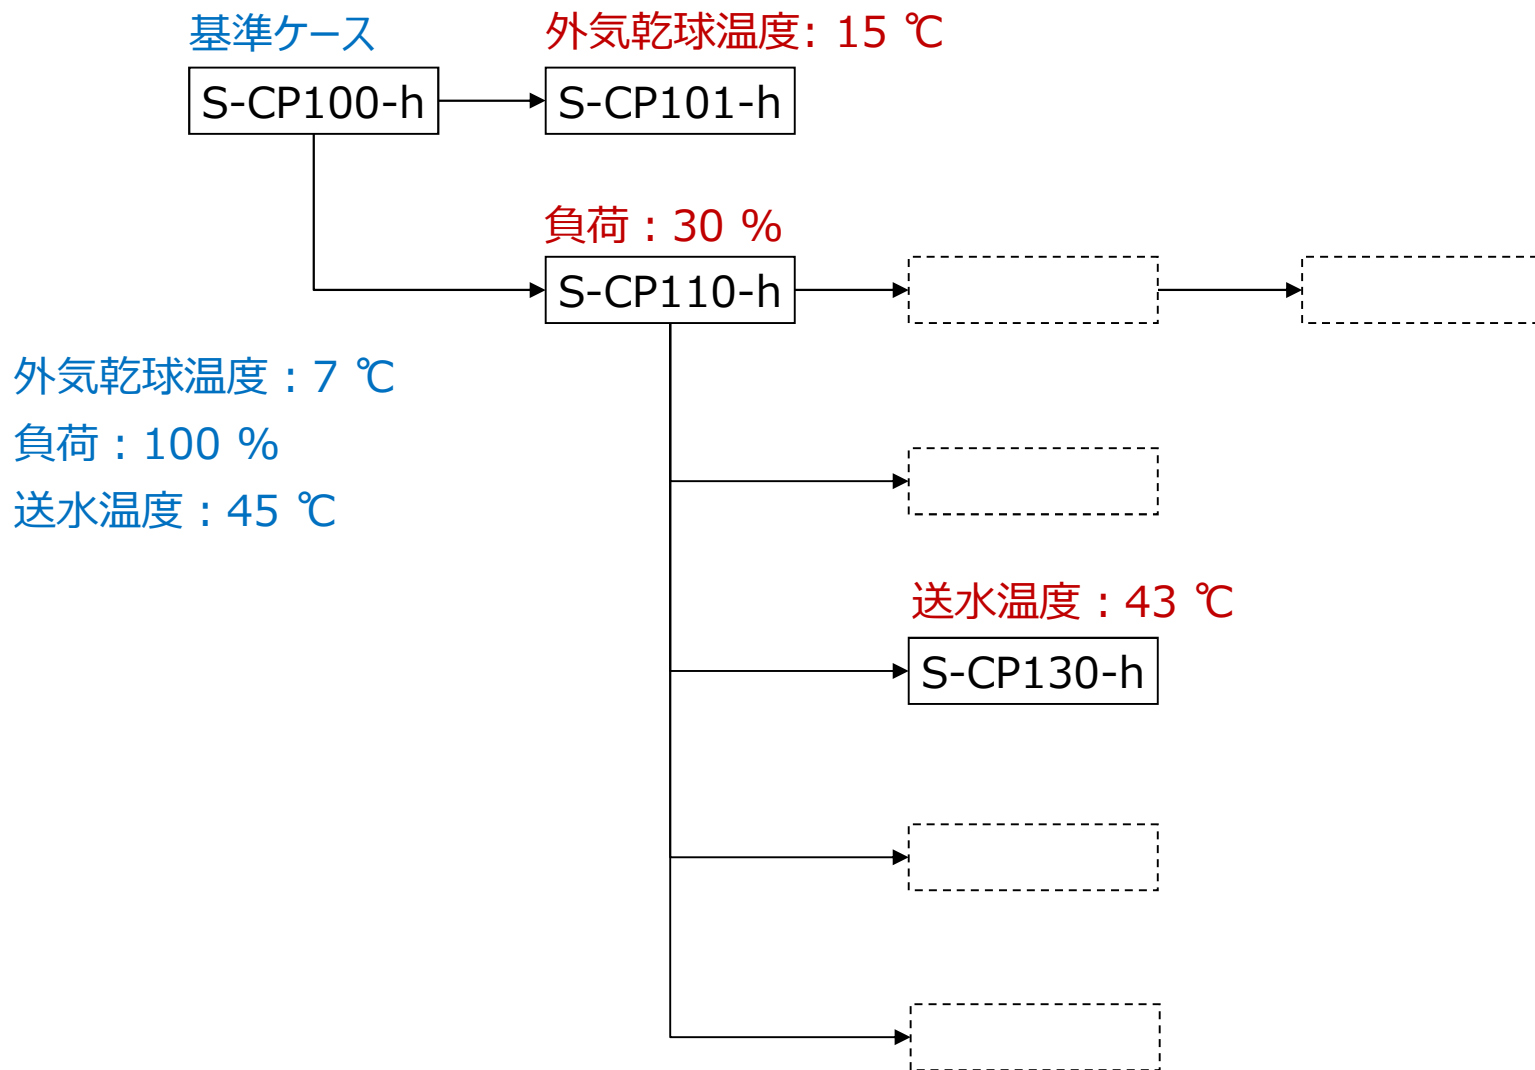 基準ケース
外気乾球温度: 15 ℃
S-CP100-h
S-CP101-h
負荷：30 %
S-CP110-h
外気乾球温度：7 ℃
負荷：100 %
送水温度：45 ℃
送水温度：43 ℃
S-CP130-h